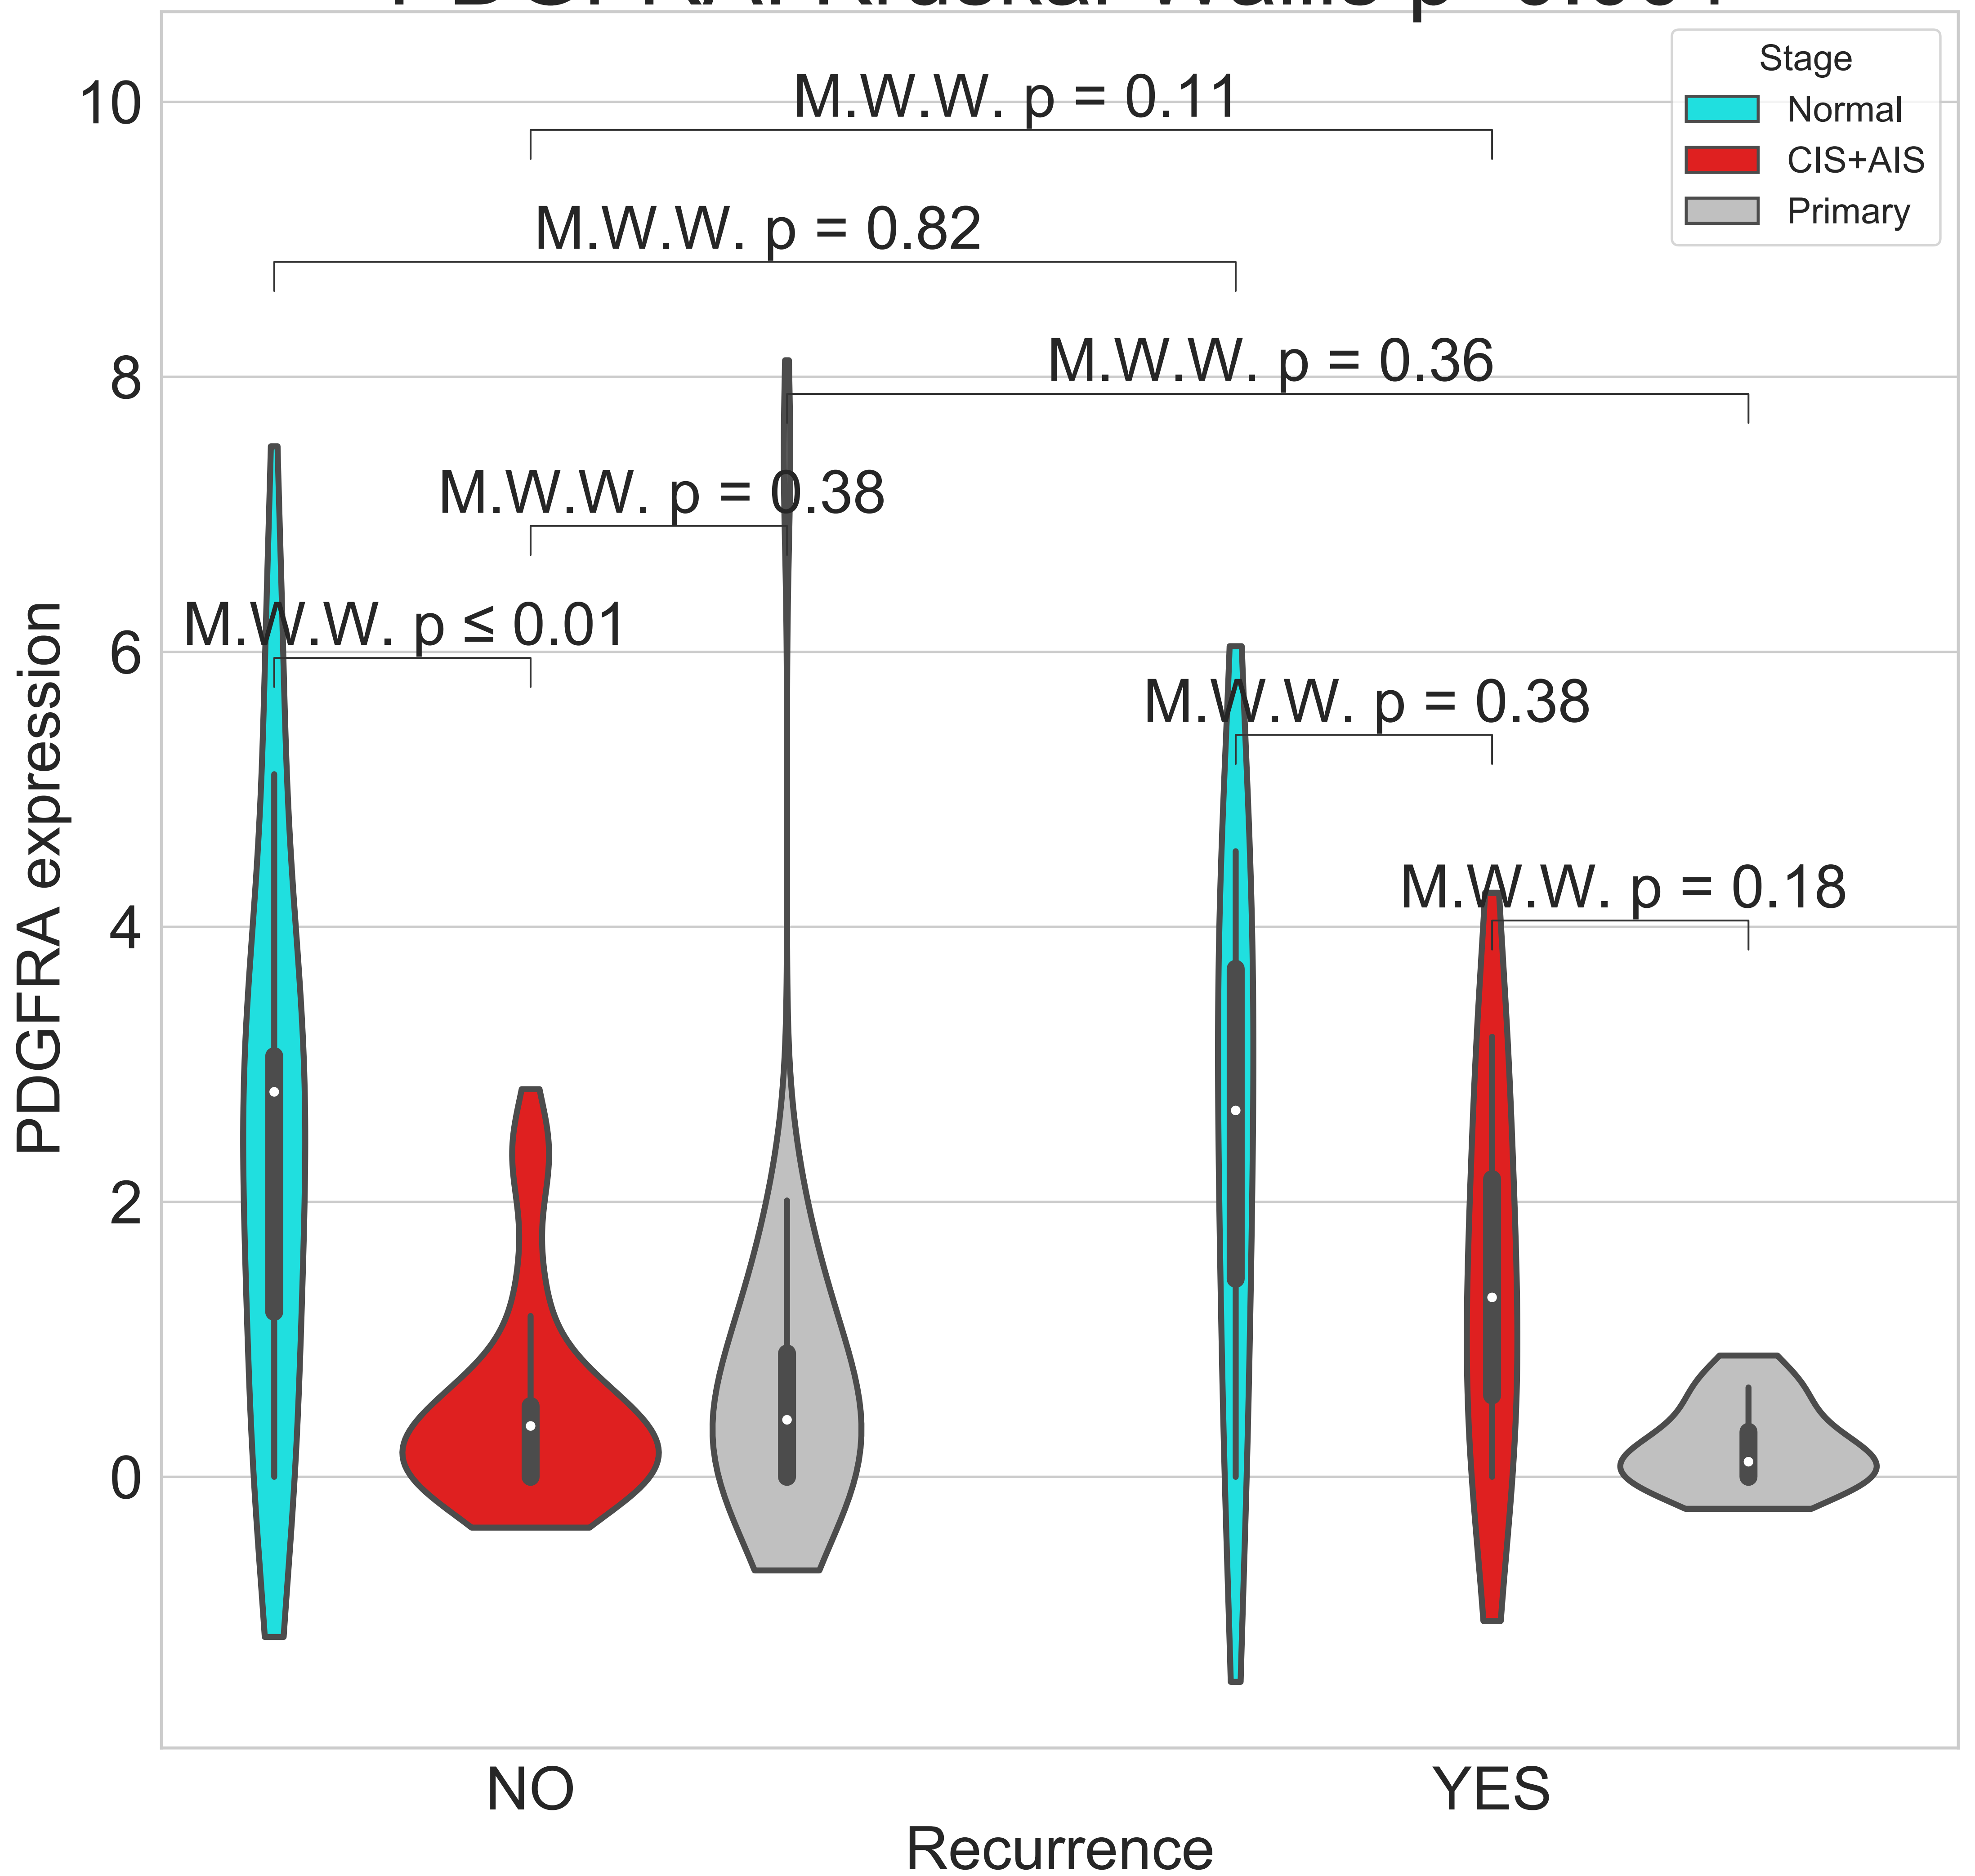 Stage
Normal
CIS+AIS
Primary
10
8
6
4
2
0
PDGFRA expression
M.W.W. p = 0.11
M.W.W. p = 0.82
M.W.W. p = 0.36
M.W.W. p = 0.38
M.W.W. p ≤ 0.01
M.W.W. p = 0.38
M.W.W. p = 0.18
NO
YES
Recurrence